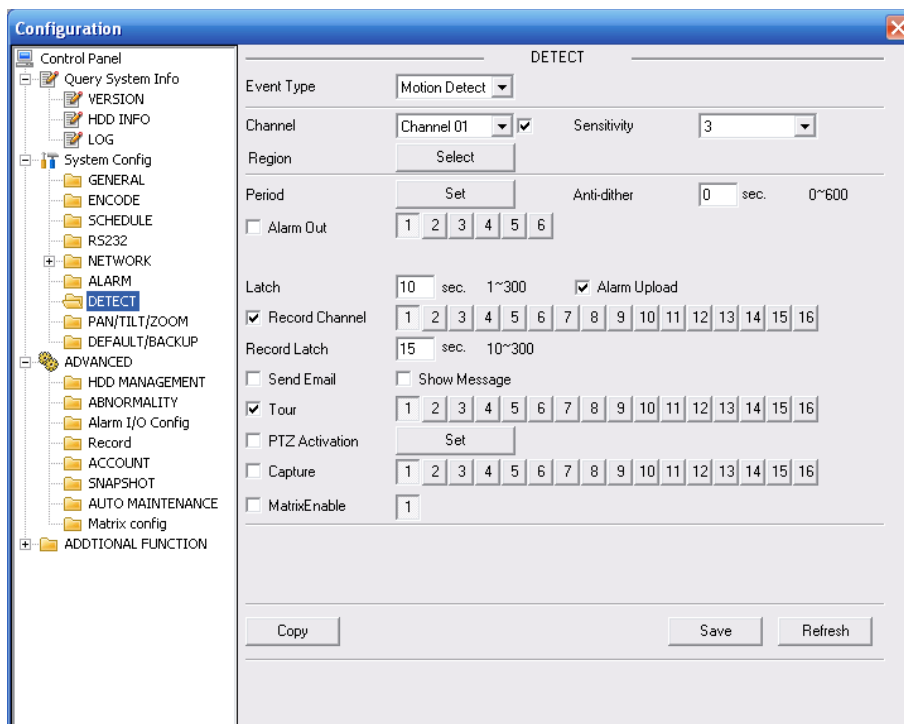 Configuration
Control Panel
Query System Info
VERSION
HDD INFO
LOG
System Config
GENERAL
ENCODE
SCHEDULE
RS232
NETWORK
ALARM
DETECT
PAN/TILT/ZOOM
DEFAULT/BACKUP
ADVANCED
HDD MANAGEMENT
ABNORMALITY
Alarm I/O Config
Record
ACCOUNT
SNAPSHOT
AUTO MAINTENANCE
Matrix config
ADDTIONAL FUNCTION
DETECT
Event Type Motion Detect
Channel Channel 01 Sensitivity 3
Region Select
Period Set Anti-dither 0 sec. 0~600
Alarm Out 1 2 3 4 5 6
Latch 10 sec. 1~300 Alarm Upload
Record Channel 1 2 3 4 5 6 7 8 9 10 11 12 13 14 15 16
Record Latch 15 sec. 10~300
Send Email Show Message
Tour 1 2 3 4 5 6 7 8 9 10 11 12 13 14 15 16
PTZ Activation Set
Capture 1 2 3 4 5 6 7 8 9 10 11 12 13 14 15 16
MatrixEnable 1
Copy Save Refresh